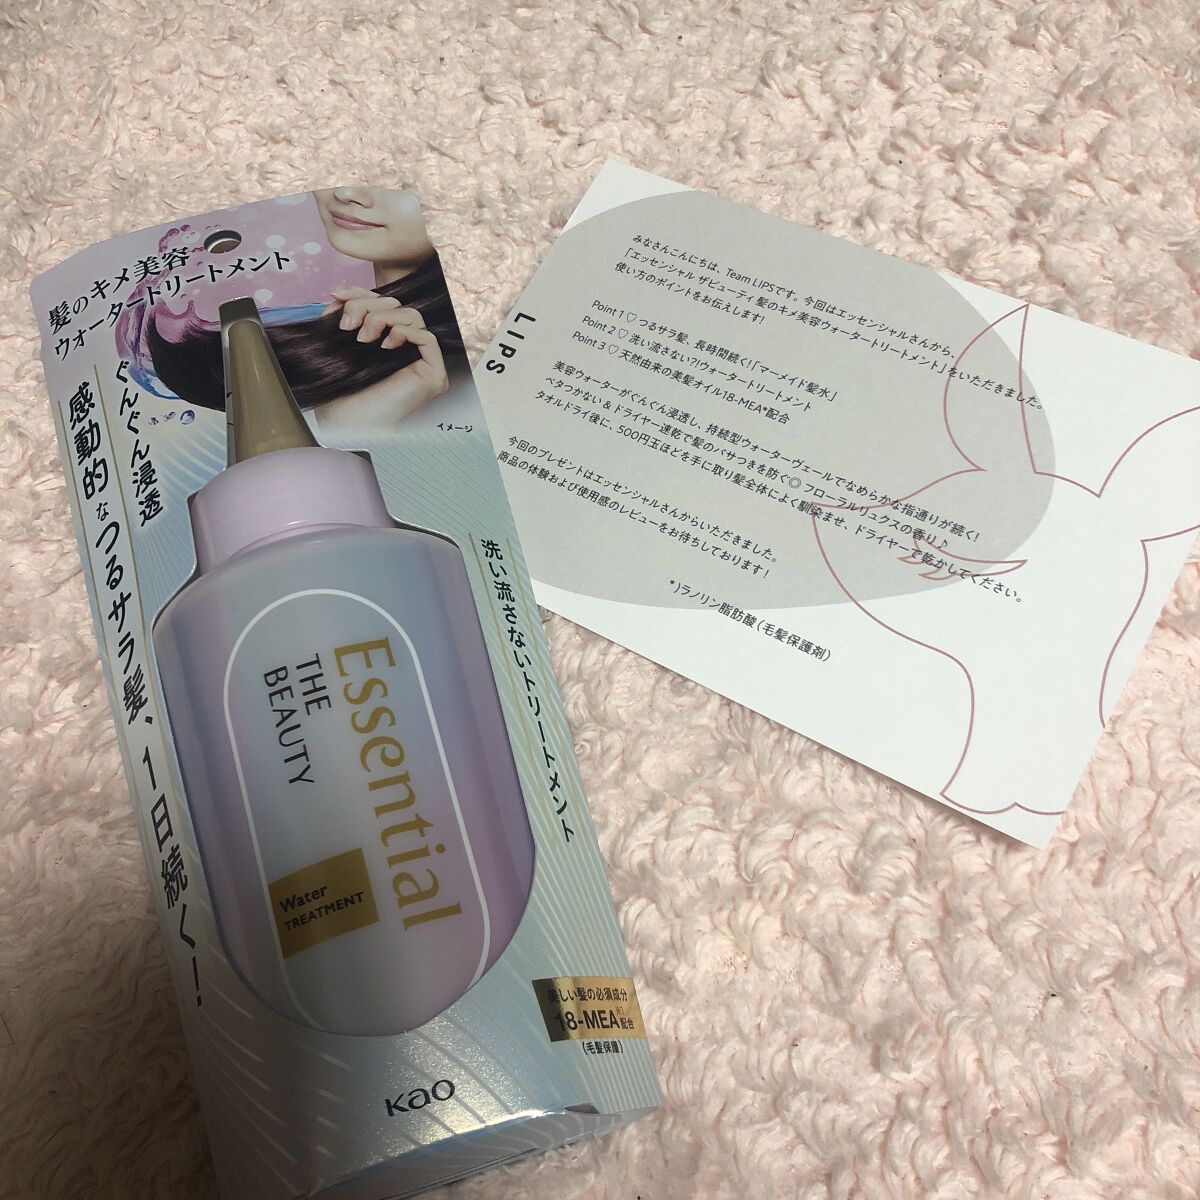 髪のキメ美容
ウォータートリートメント
ぐんぐん浸透
感動的なつるサラ髪、1日続く!
イメージ
洗い流さないトリートメント
Essential
THE
BEAUTY
Water
TREATMENT
美しい髪の必須成分
18-MEA 配合
(毛髪保護)
Kao
LIPS
みなさんこんにちは、Team LIPSです。今回はエッセンシャルさんから、
「エッセンシャル ザビューティ 髪のキメ美容ウォータートリートメント」をいただきました。
使い方のポイントをお伝えします!
Point 1 ♡ つるサラ髪、長時間続く!「マーメイド髪水」
Point 2 ♡ 洗い流さない?!ウォータートリートメント
Point 3 ♡ 天然由来の美髪オイル18-MEA*配合
美容ウォーターがぐんぐん浸透し、持続型ウォーターヴェールでなめらかな指通りが続く!
ベタつかない & ドライヤー速乾で髪のパサつきを防ぐ◎ フローラルリュクスの香り♪
タオルドライ後に、500円玉ほどを手に取り髪全体によく馴染ませ、ドライヤーで乾かしてください。
今回のプレゼントはエッセンシャルさんからいただきました。
商品の体験および使用感のレビューをお待ちしております!
*)ラノリン脂肪酸(毛髪保護剤)